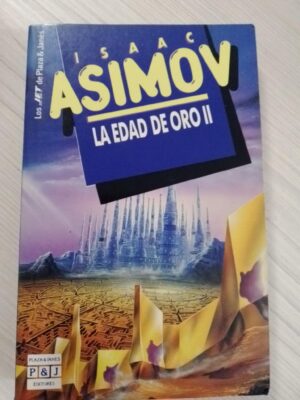 Los JET de Plaza & Janés
ISAAC
ASIMOV
LA EDAD DE ORO II
PLAZA & JANES
P & J
EDITORES